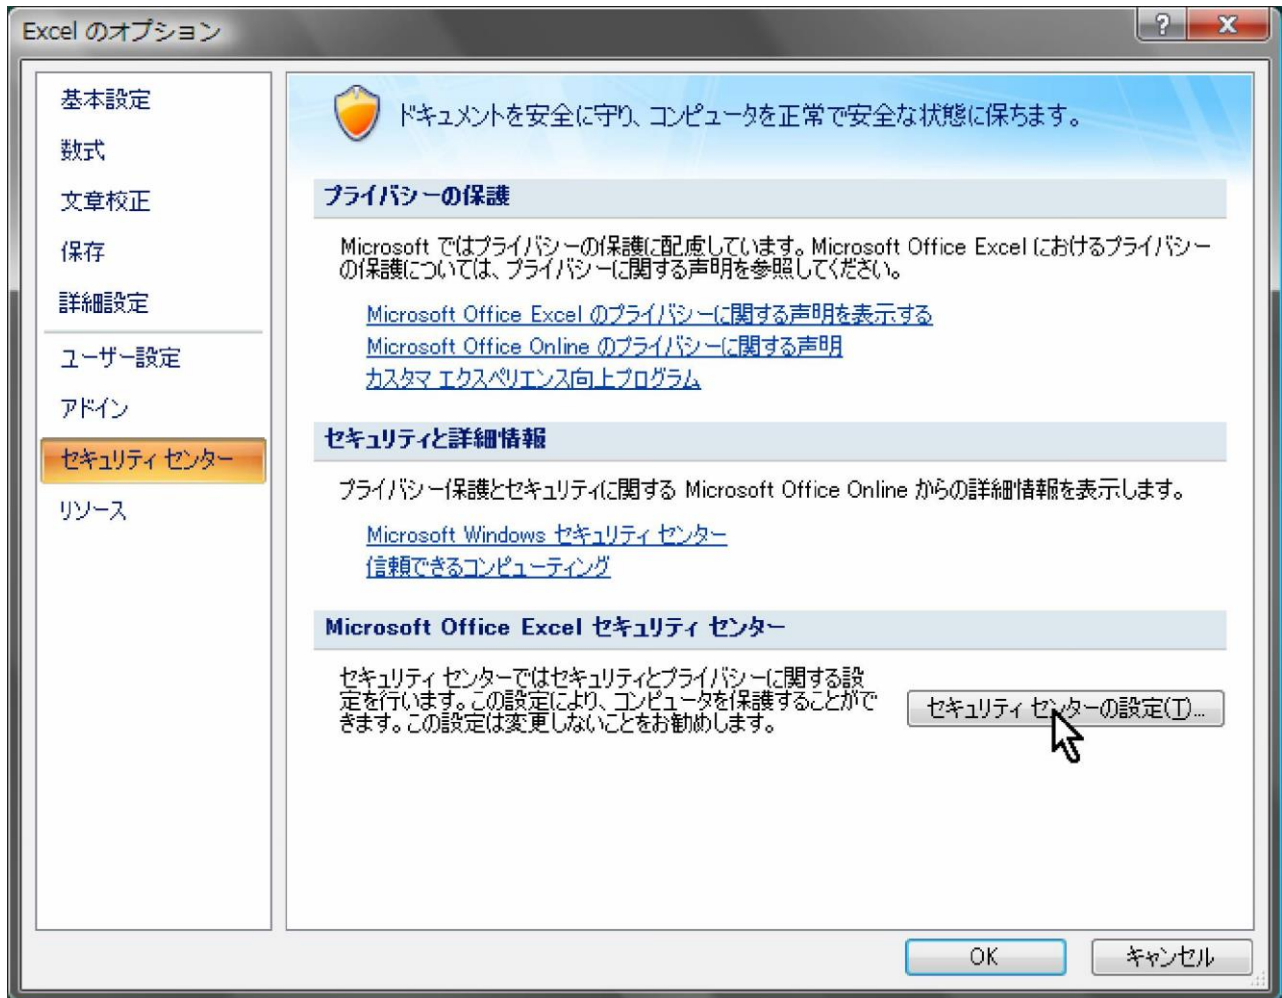 Excel のオプション
?
X
基本設定
数式
文章校正
保存
詳細設定
ユーザー設定
アドイン
セキュリティ センター
リソース
ドキュメントを安全に守り、コンピュータを正常で安全な状態に保ちます。
プライバシーの保護
Microsoft ではプライバシーの保護に配慮しています。Microsoft Office Excel におけるプライバシー
の保護については、プライバシーに関する声明を参照してください。
Microsoft Office Excel のプライバシーに関する声明を表示する
Microsoft Office Online のプライバシーに関する声明
カスタマ エクスペリエンス向上プログラム
セキュリティと詳細情報
プライバシー保護とセキュリティに関する Microsoft Office Online からの詳細情報を表示します。
Microsoft Windows セキュリティ センター
信頼できるコンピューティング
Microsoft Office Excel セキュリティ センター
セキュリティ センターではセキュリティとプライバシーに関する設
定を行います。この設定により、コンピュータを保護することがで
きます。この設定は変更しないことをお勧めします。
セキュリティ センターの設定(T)...
OK
キャンセル